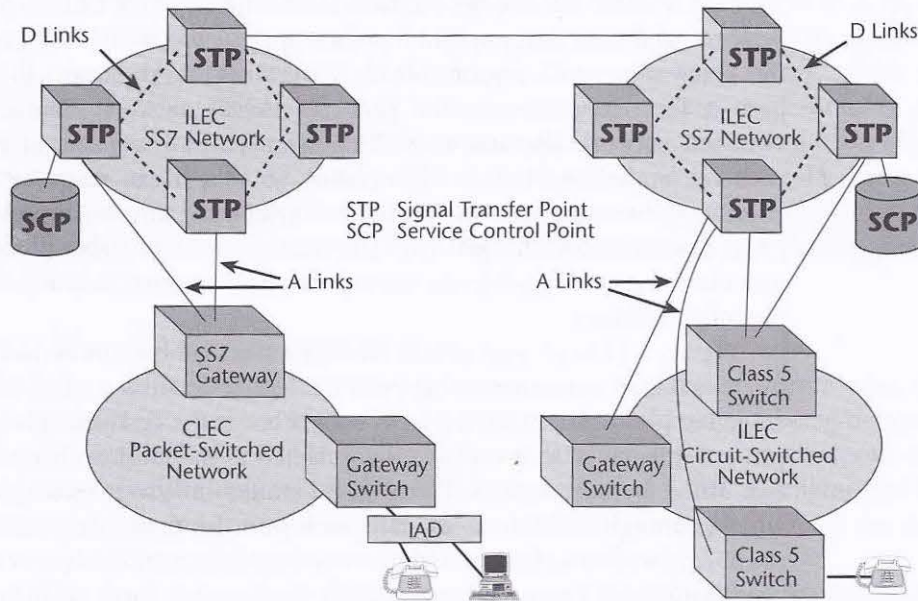 D Links
STP
STP
ILEC
SS7 Network
STP
STP
SCP
STP
D Links
STP
ILEC
SS7 Network
STP
STP
SCP
STP Signal Transfer Point
SCP Service Control Point
A Links
A Links
SS7
Gateway
CLEC
Packet-Switched
Network
Gateway
Switch
IAD
Class 5
Switch
Gateway
Switch
ILEC
Circuit-Switched
Network
Class 5
Switch